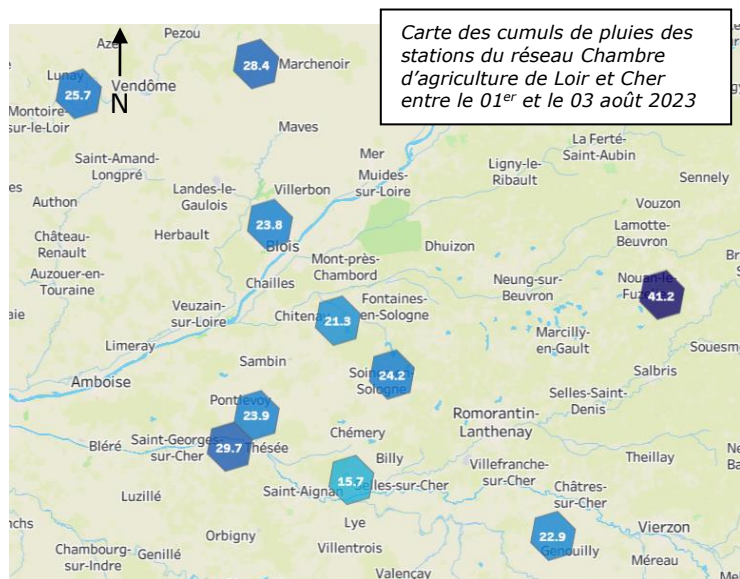 Carte des cumuls de pluies des
stations du réseau Chambre
d'agriculture de Loir et Cher
entre le 01er et le 03 août 2023
Pezou
Lunay
25.7
Vendôme
N
28.4
Marchenoir
Montoire-
sur-le-Loir
Maves
Saint-Amand-
Longpré
Mer
Muides-
sur-Loire
La Ferté-
Saint-Aubin
Ligny-le-
Ribault
Sennely
Authon
Landes-le-
Gaulois
Villerbon
Vouzon
Château-
Renault
Herbault
23.8
Blois
Lamotte-
Beuvron
Dhuizon
Mont-près-
Chambord
Auzouer-en-
Touraine
Chailles
Neung-sur-
Beuvron
41.2
Veuzain-
sur-Loire
Chitenay
21.3
Fontaines-
en-Sologne
Marcilly-
en-Gault
Limeray
Sambin
Salbris
Amboise
24.2
Sologne
Selles-Saint-
Denis
Pontlevoy
23.9
Romorantin-
Lanthenay
Bléré
Saint-Georges-
sur-Cher
29.7
Thésée
Chémery
Billy
Villefranche-
sur-Cher
Theillay
Luzillé
Saint-Aignan
15.7
Selles-sur-Cher
Châtres-
sur-Cher
Orbigny
Lye
Vierzon
22.9
Genouilly
Chambourg-
sur-Indre
Genillé
Villentrois
Valençay
Méreau